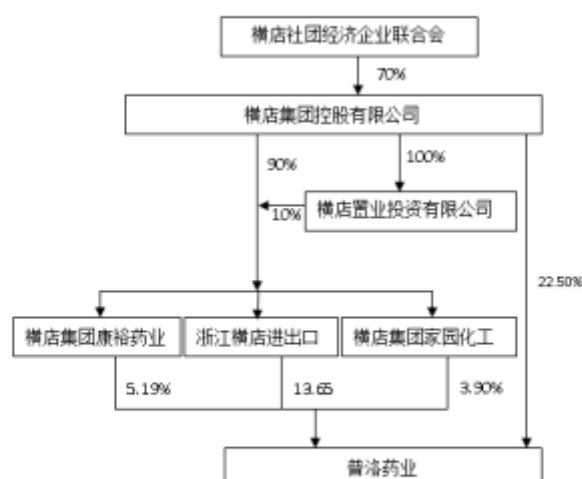 横店社团经济企业联合会
70%
横店集团控股有限公司
90%
100%
10%
横店置业投资有限公司
22.50%
横店集团康裕药业
浙江横店进出口
横店集团家园化工
5.19%
13.65
3.90%
普洛药业